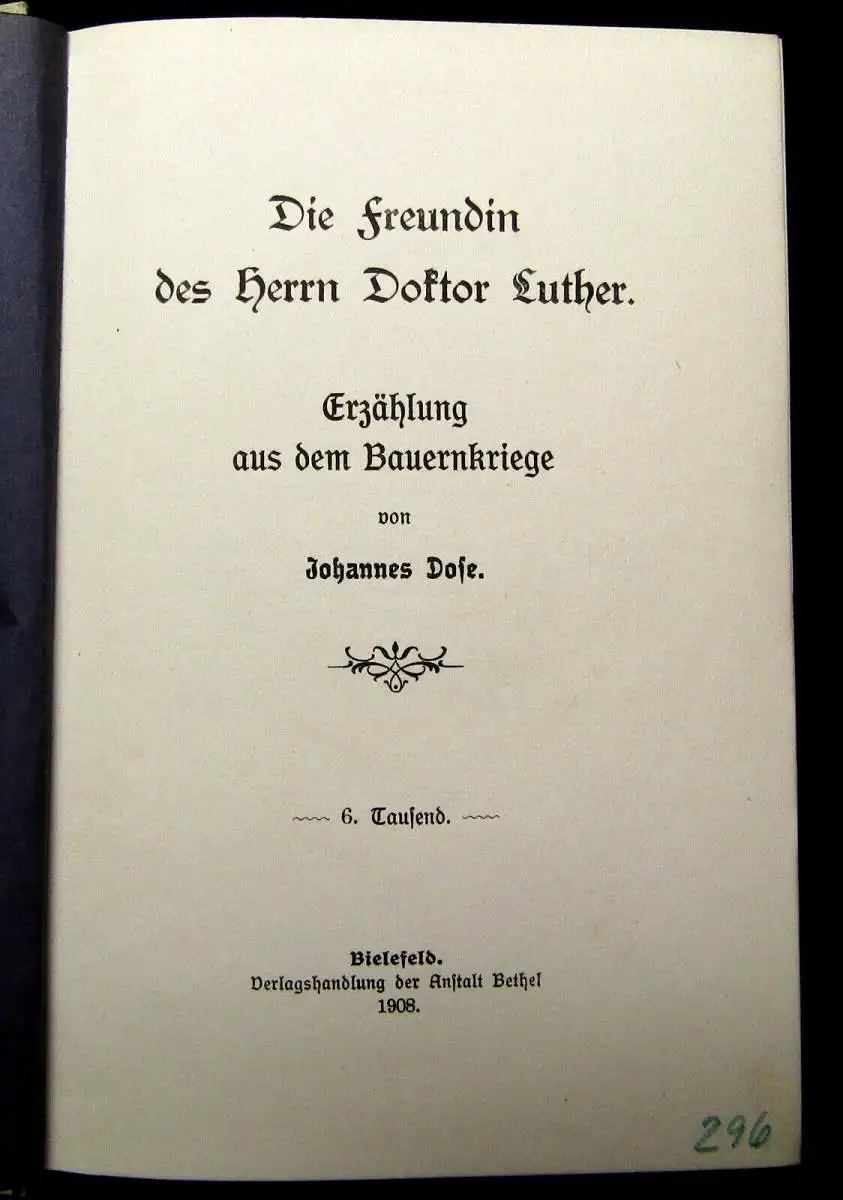 Die Freundin
des Herrn Doktor Luther.
Erzählung
aus dem Bauernkriege
von
Johannes Dose.
6. Tausend.
Bielefeld.
Verlagshandlung der Anstalt Bethel
1908.
296